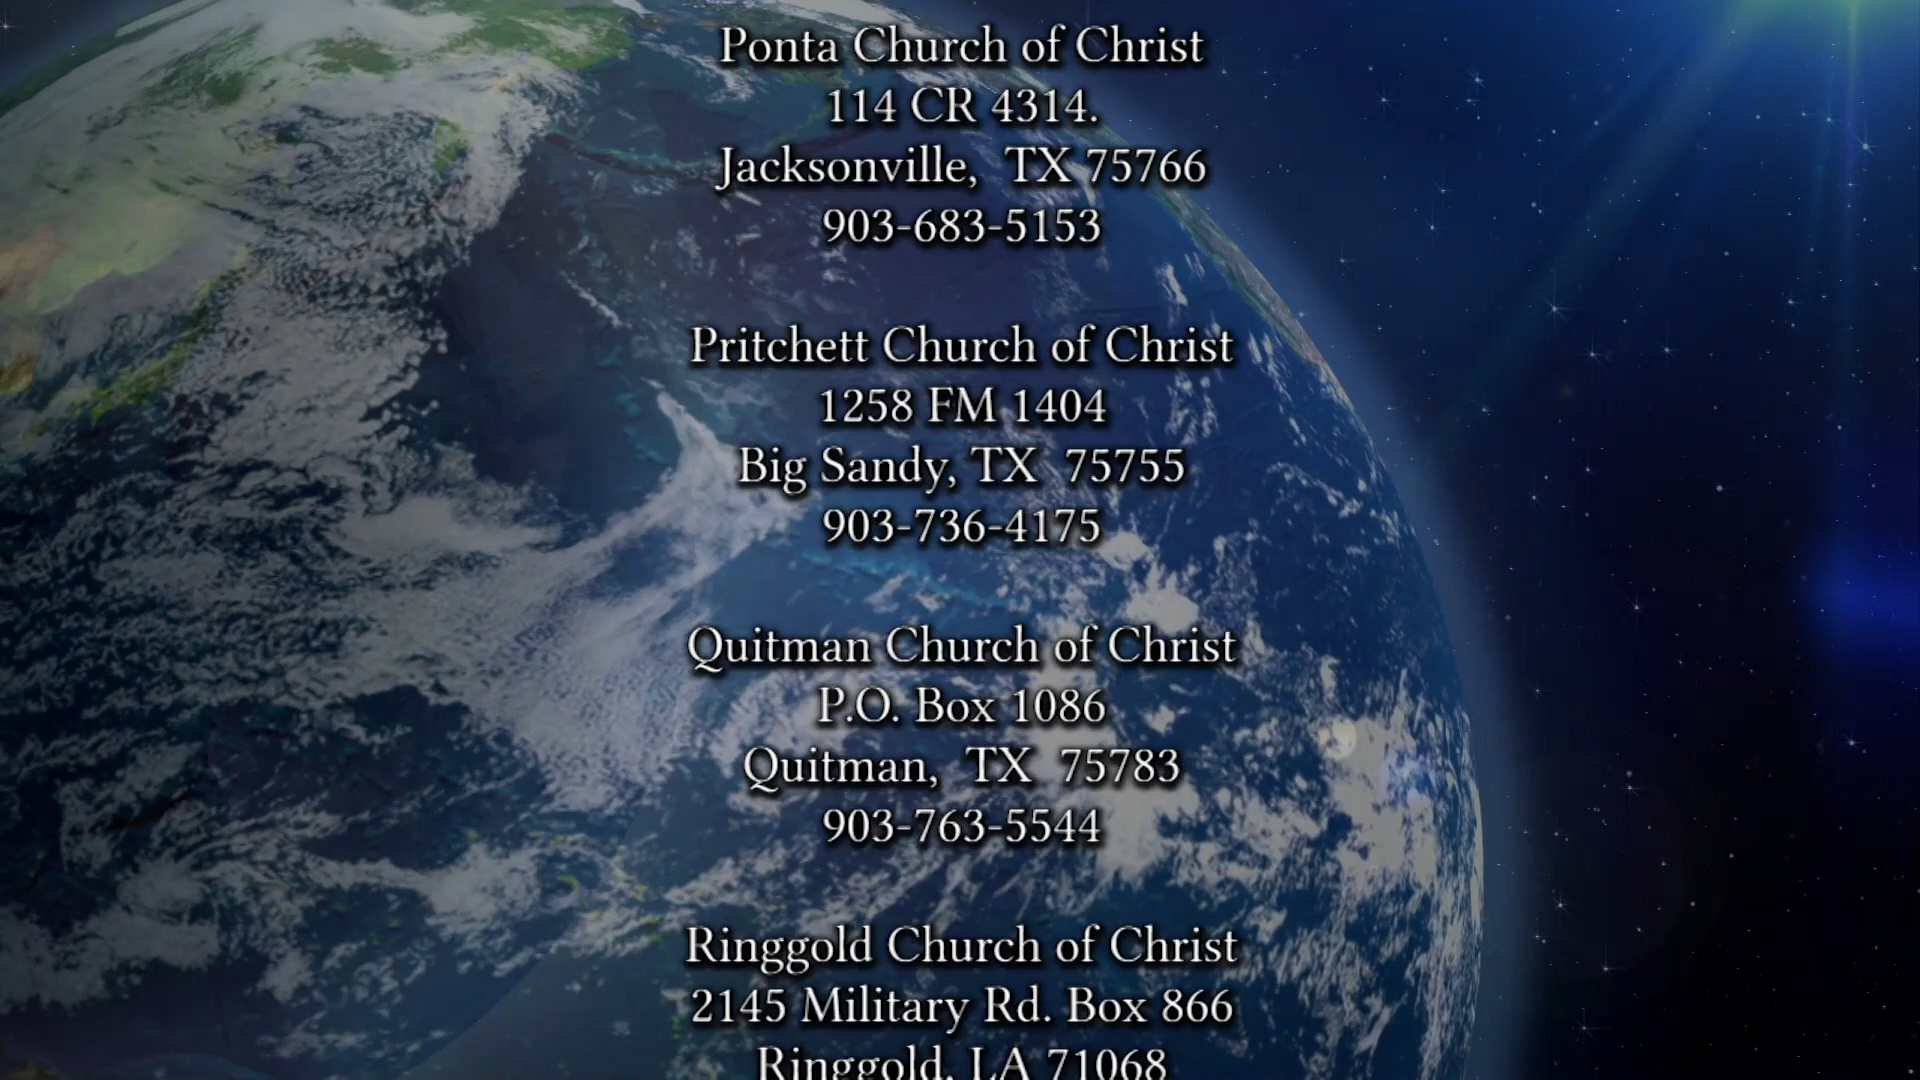 Ponta Church of Christ
114 CR 4314.
Jacksonville,  TX 75766
903-683-5153
Pritchett Church of Christ
1258 FM 1404
Big Sandy, TX  75755
903-736-4175
Quitman Church of Christ
P.O. Box 1086
Quitman,  TX  75783
903-763-5544
Ringgold Church of Christ
2145 Military Rd. Box 866
Ringgold, LA 71068